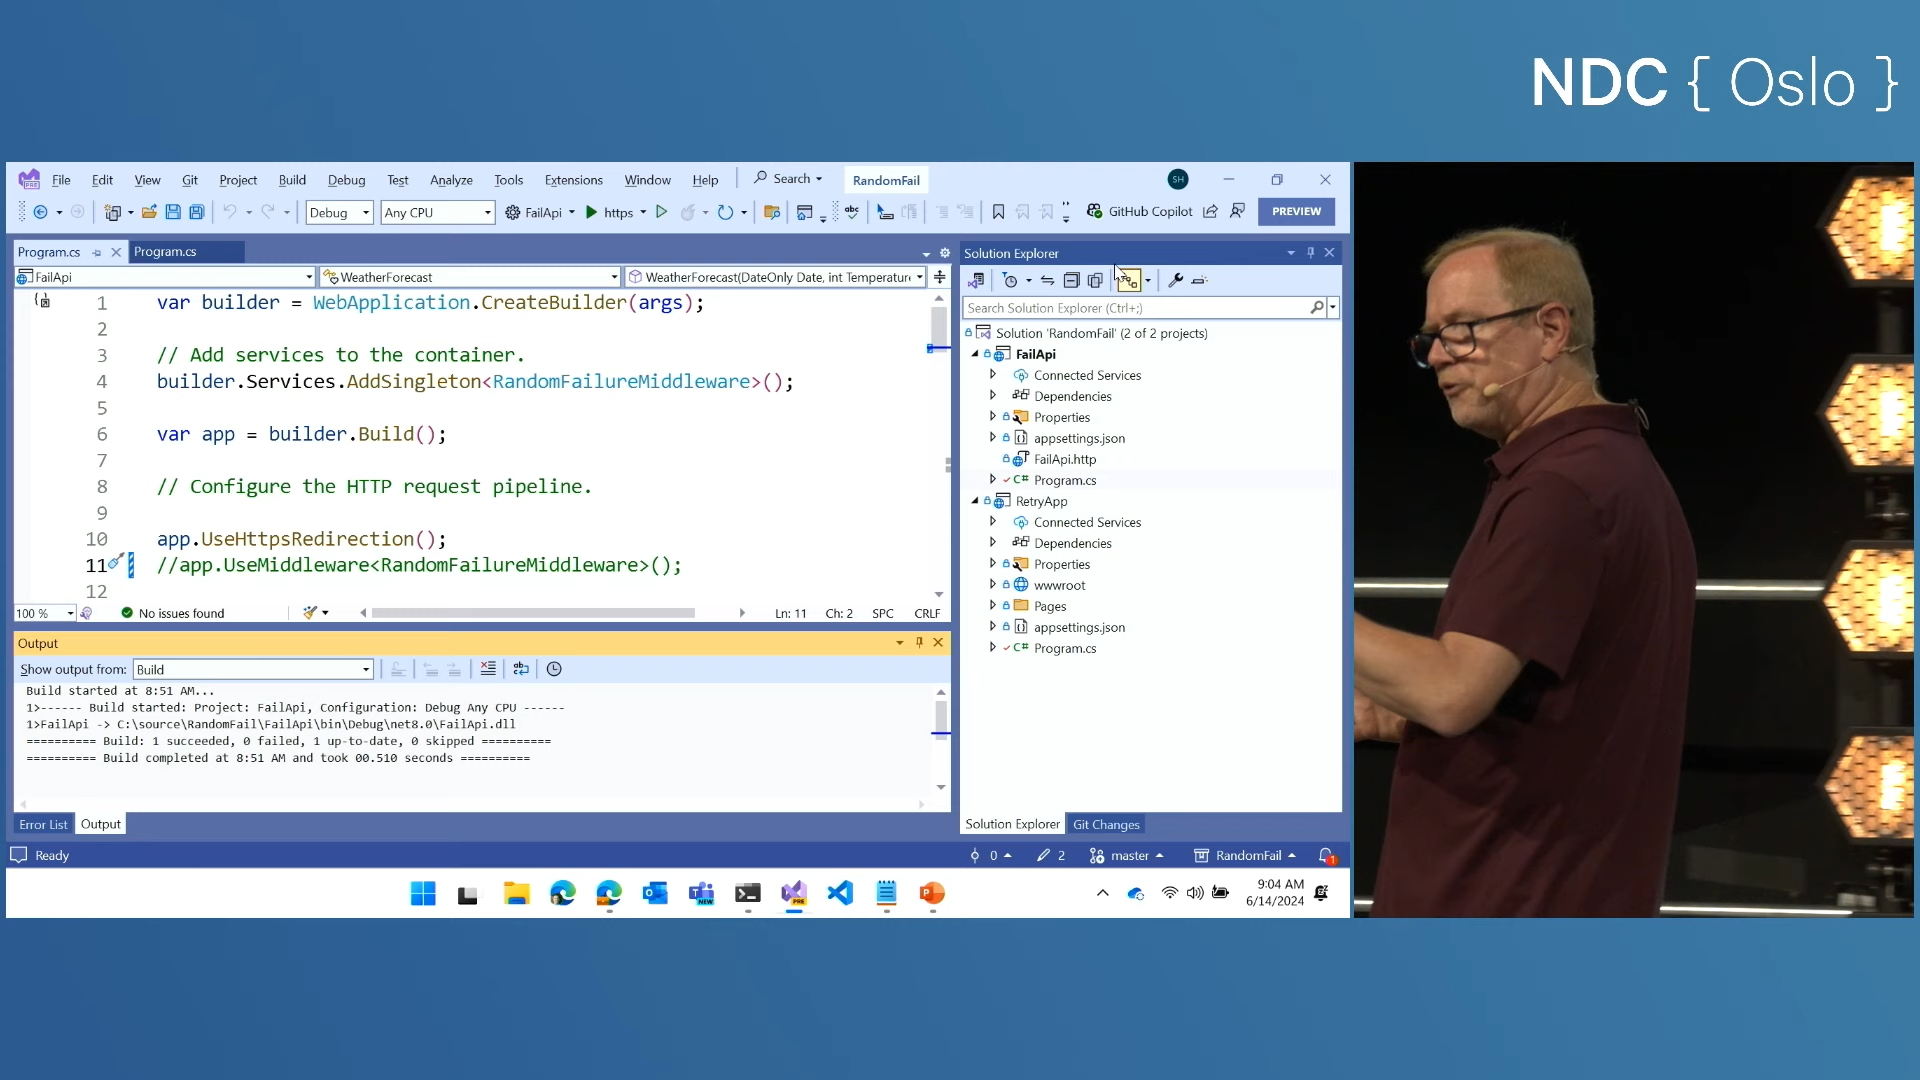 NDC { Oslo }
File Edit View Git Project Build Debug Test Analyze Tools Extensions Window Help Search RandomFail SH
Debug Any CPU FailApi https GitHub Copilot PREVIEW
Program.cs Program.cs
FailApi WeatherForecast WeatherForecast(DateOnly Date, int Temperatur
1 var builder = WebApplication.CreateBuilder(args);
2
3 // Add services to the container.
4 builder.Services.AddSingleton<RandomFailureMiddleware>();
5
6 var app = builder.Build();
7
8 // Configure the HTTP request pipeline.
9
10 app.UseHttpsRedirection();
11 //app.UseMiddleware<RandomFailureMiddleware>();
12
100 % No issues found Ln: 11 Ch: 2 SPC CRLF
Output
Show output from: Build
Build started at 8:51 AM...
1>------ Build started: Project: FailApi, Configuration: Debug Any CPU ------
1>FailApi -> C:\source\RandomFail\FailApi\bin\Debug\net8.0\FailApi.dll
========== Build: 1 succeeded, 0 failed, 1 up-to-date, 0 skipped ==========
========== Build completed at 8:51 AM and took 00.510 seconds ==========
Error List Output
Solution Explorer
Search Solution Explorer (Ctrl+;)
Solution 'RandomFail' (2 of 2 projects)
FailApi
Connected Services
Dependencies
Properties
appsettings.json
FailApi.http
C# Program.cs
RetryApp
Connected Services
Dependencies
Properties
wwwroot
Pages
appsettings.json
C# Program.cs
Solution Explorer Git Changes
Ready 0 2 master RandomFail 1
9:04 AM
6/14/2024